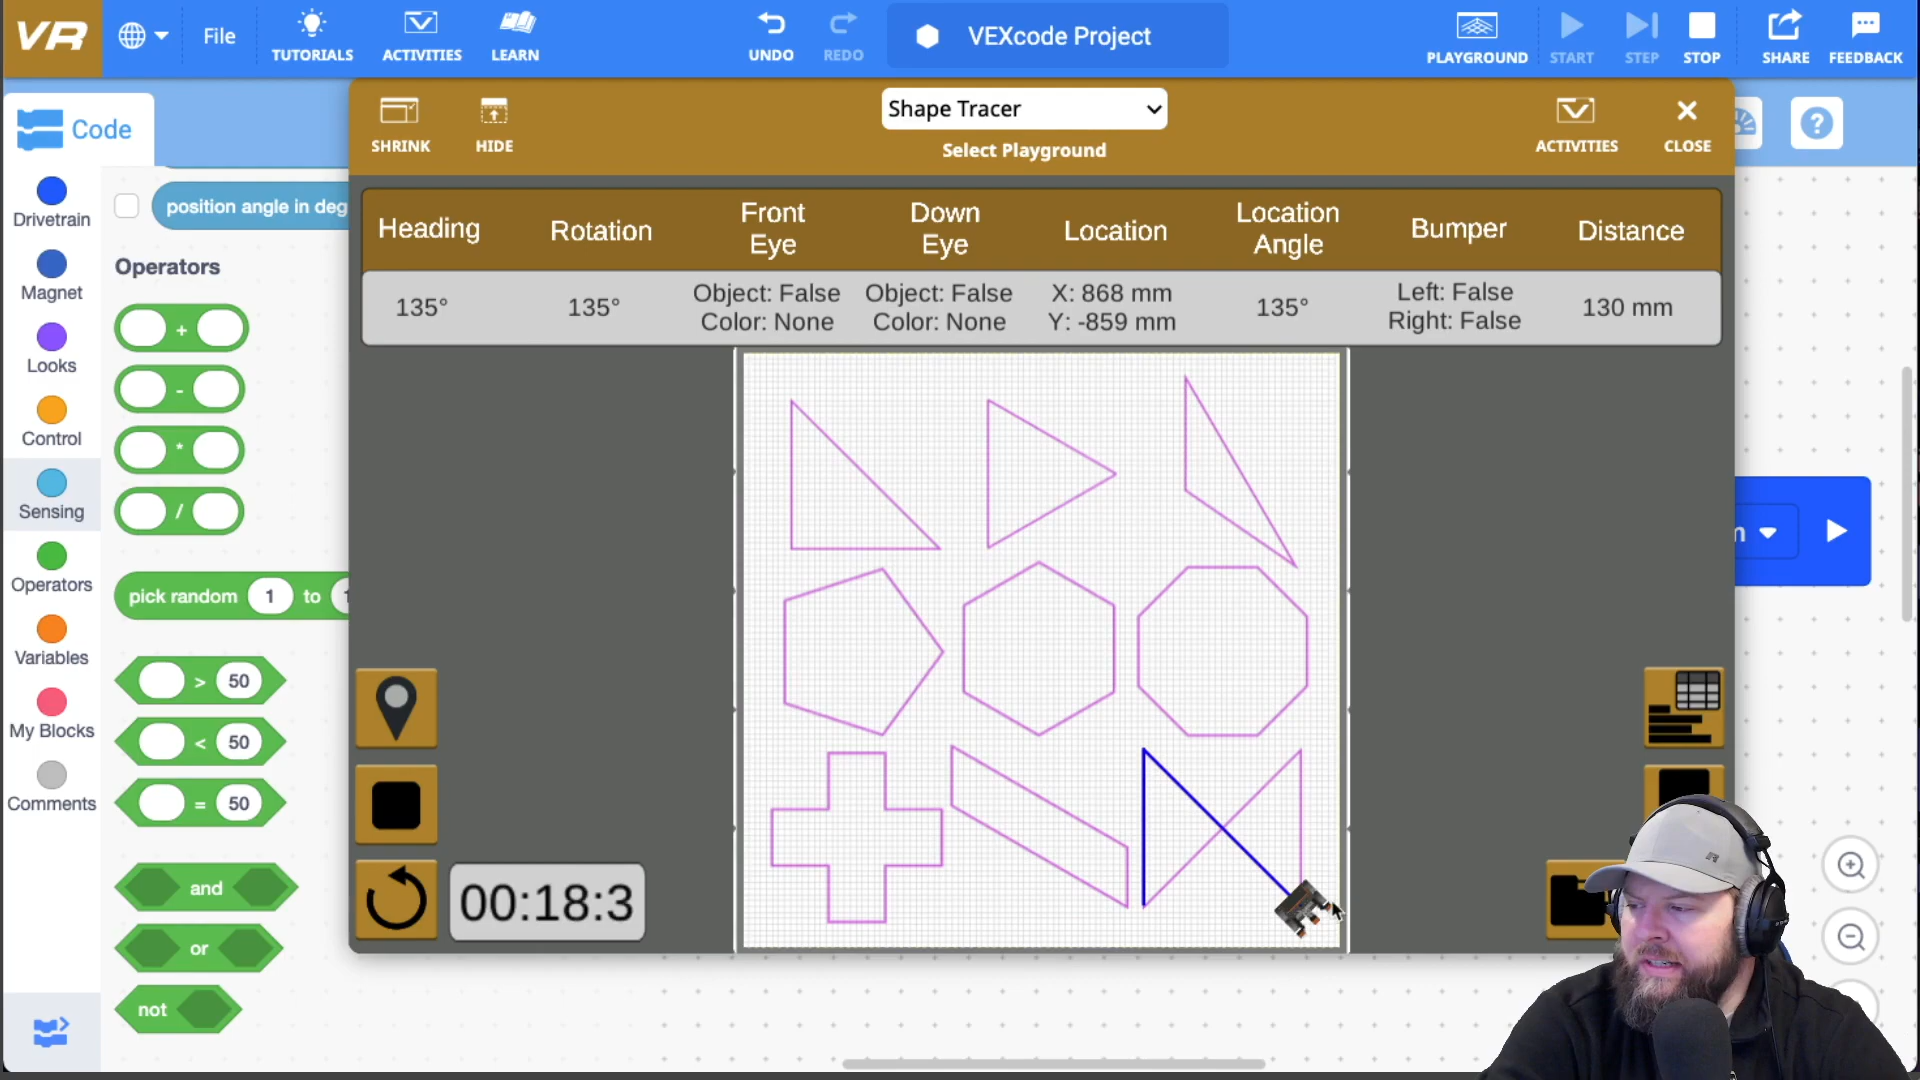 VR
File
TUTORIALS
ACTIVITIES
LEARN
UNDO
REDO
VEXcode Project
PLAYGROUND
START
STEP
STOP
SHARE
FEEDBACK
Code
SHRINK
HIDE
Shape Tracer
Select Playground
ACTIVITIES
CLOSE
?
Drivetrain
Magnet
Looks
Control
Sensing
Operators
Variables
My Blocks
Comments
position angle in deg
Operators
+
-
*
/
pick random 1 to 1
> 50
< 50
= 50
and
or
not
Heading
Rotation
Front
Eye
Down
Eye
Location
Location
Angle
Bumper
Distance
135°
135°
Object: False
Color: None
Object: False
Color: None
X: 868 mm
Y: -859 mm
135°
Left: False
Right: False
130 mm
00:18:3